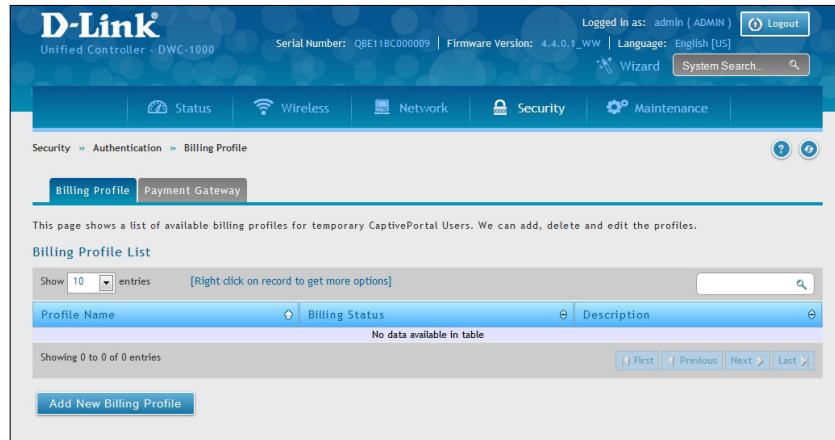 D-Link
Logged in as: admin ( ADMIN ) Logout
Unified Controller - DWC-1000
Serial Number: QBE11BC000009 | Firmware Version: 4.4.0.1_WW | Language: English [US]
Wizard System Search...
Status Wireless Network Security Maintenance
Security » Authentication » Billing Profile
?
Billing Profile Payment Gateway
This page shows a list of available billing profiles for temporary CaptivePortal Users. We can add, delete and edit the profiles.
Billing Profile List
Show 10 entries [Right click on record to get more options]
Profile Name Billing Status Description
No data available in table
Showing 0 to 0 of 0 entries
First Previous Next Last
Add New Billing Profile